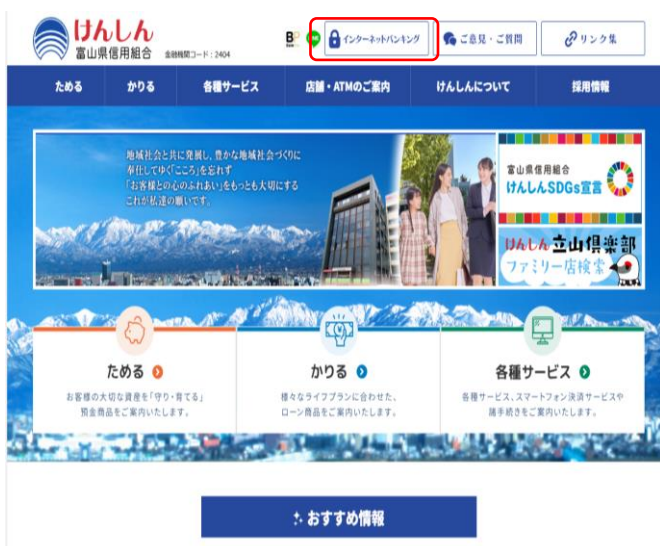 けんしん
富山県信用組合 金融機関コード：2404
インターネットバンキング
ご意見・ご質問
リンク集
ためる
かりる
各種サービス
店舗・ATMのご案内
けんしんについて
採用情報
地域社会と共に発展し、豊かな地域社会づくりに
奉仕してゆく「こころ」を忘れず
「お客様との心のふれあい」をもっとも大切にする
これが私達の願いです。
富山県信用組合
けんしんSDGs宣言
けんしん立山倶楽部
ファミリー店検索
ためる
お客様の大切な資産を「守り・育てる」
預金商品をご案内いたします。
かりる
様々なライフプランに合わせた、
ローン商品をご案内いたします。
各種サービス
各種サービス、スマートフォン決済サービスや
諸手続きをご案内いたします。
おすすめ情報